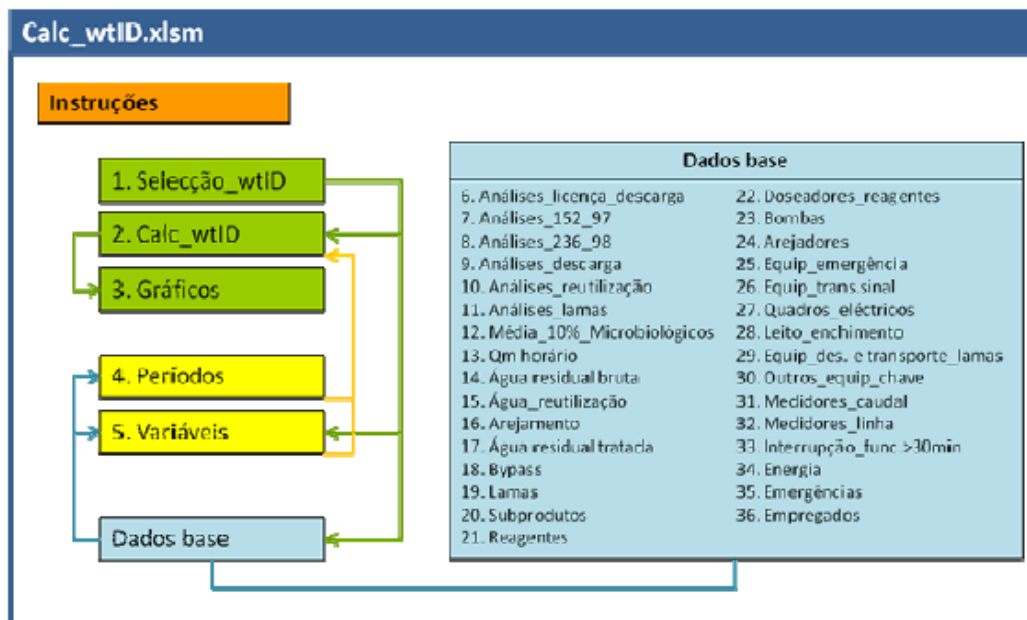 Calc_wtID.xlsm
Instruções
1. Selecção_wtID
2. Calc_wtID
3. Gráficos
4. Períodos
5. Variáveis
Dados base
Dados base
6. Análises_licença_descarga
7. Análises_152_97
8. Análises_236_98
9. Análises_descarga
10. Análises_reutilização
11. Análises_lamas
12. Média_10%_Microbiológicos
13. Qm horário
14. Água residual bruta
15. Água_reutilização
16. Arejamento
17. Água residual tratada
18. Bypass
19. Lamas
20. Subprodutos
21. Reagentes
22. Doseadores_reagentes
23. Bombas
24. Arejadores
25. Equip_emergência
26. Equip_trans.sinal
27. Quadros_eléctricos
28. Leito_enchimento
29. Equip_des. e transporte_lamas
30. Outros_equip_chave
31. Medidores_caudal
32. Medidores_linha
33. Interrupção_func.>30min
34. Energia
35. Emergências
36. Empregados